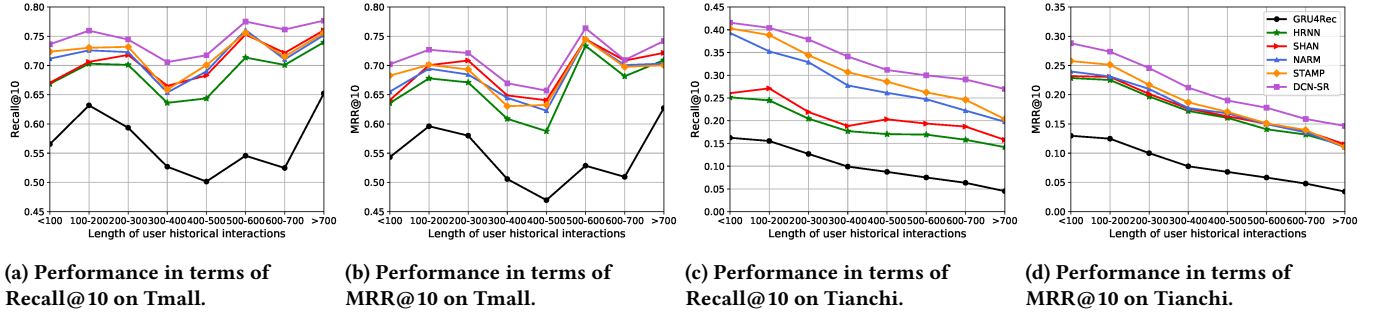 0.80
0.75
0.70
0.65
0.60
0.55
0.50
0.45
Recall@10
<100 100-200 200-300 300-400 400-500 500-600 600-700 >700
Length of user historical interactions
(a) Performance in terms of
Recall@10 on Tmall.
0.80
0.75
0.70
0.65
0.60
0.55
0.50
0.45
MRR@10
<100 100-200 200-300 300-400 400-500 500-600 600-700 >700
Length of user historical interactions
(b) Performance in terms of
MRR@10 on Tmall.
0.45
0.40
0.35
0.30
0.25
0.20
0.15
0.10
0.05
0.00
Recall@10
<100 100-200 200-300 300-400 400-500 500-600 600-700 >700
Length of user historical interactions
(c) Performance in terms of
Recall@10 on Tianchi.
0.35
0.30
0.25
0.20
0.15
0.10
0.05
0.00
MRR@10
GRU4Rec
HRNN
SHAN
NARM
STAMP
DCN-SR
<100 100-200 200-300 300-400 400-500 500-600 600-700 >700
Length of user historical interactions
(d) Performance in terms of
MRR@10 on Tianchi.